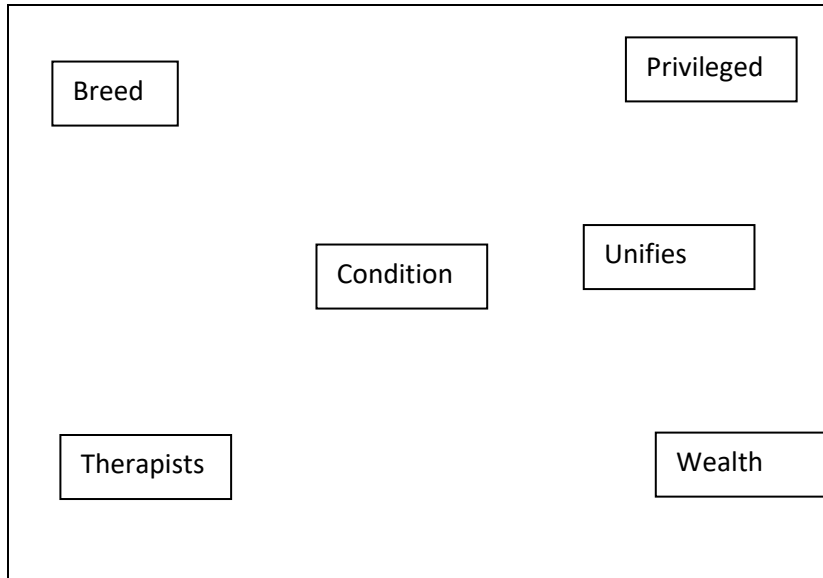 Privileged
Breed
Unifies
Condition
Therapists
Wealth